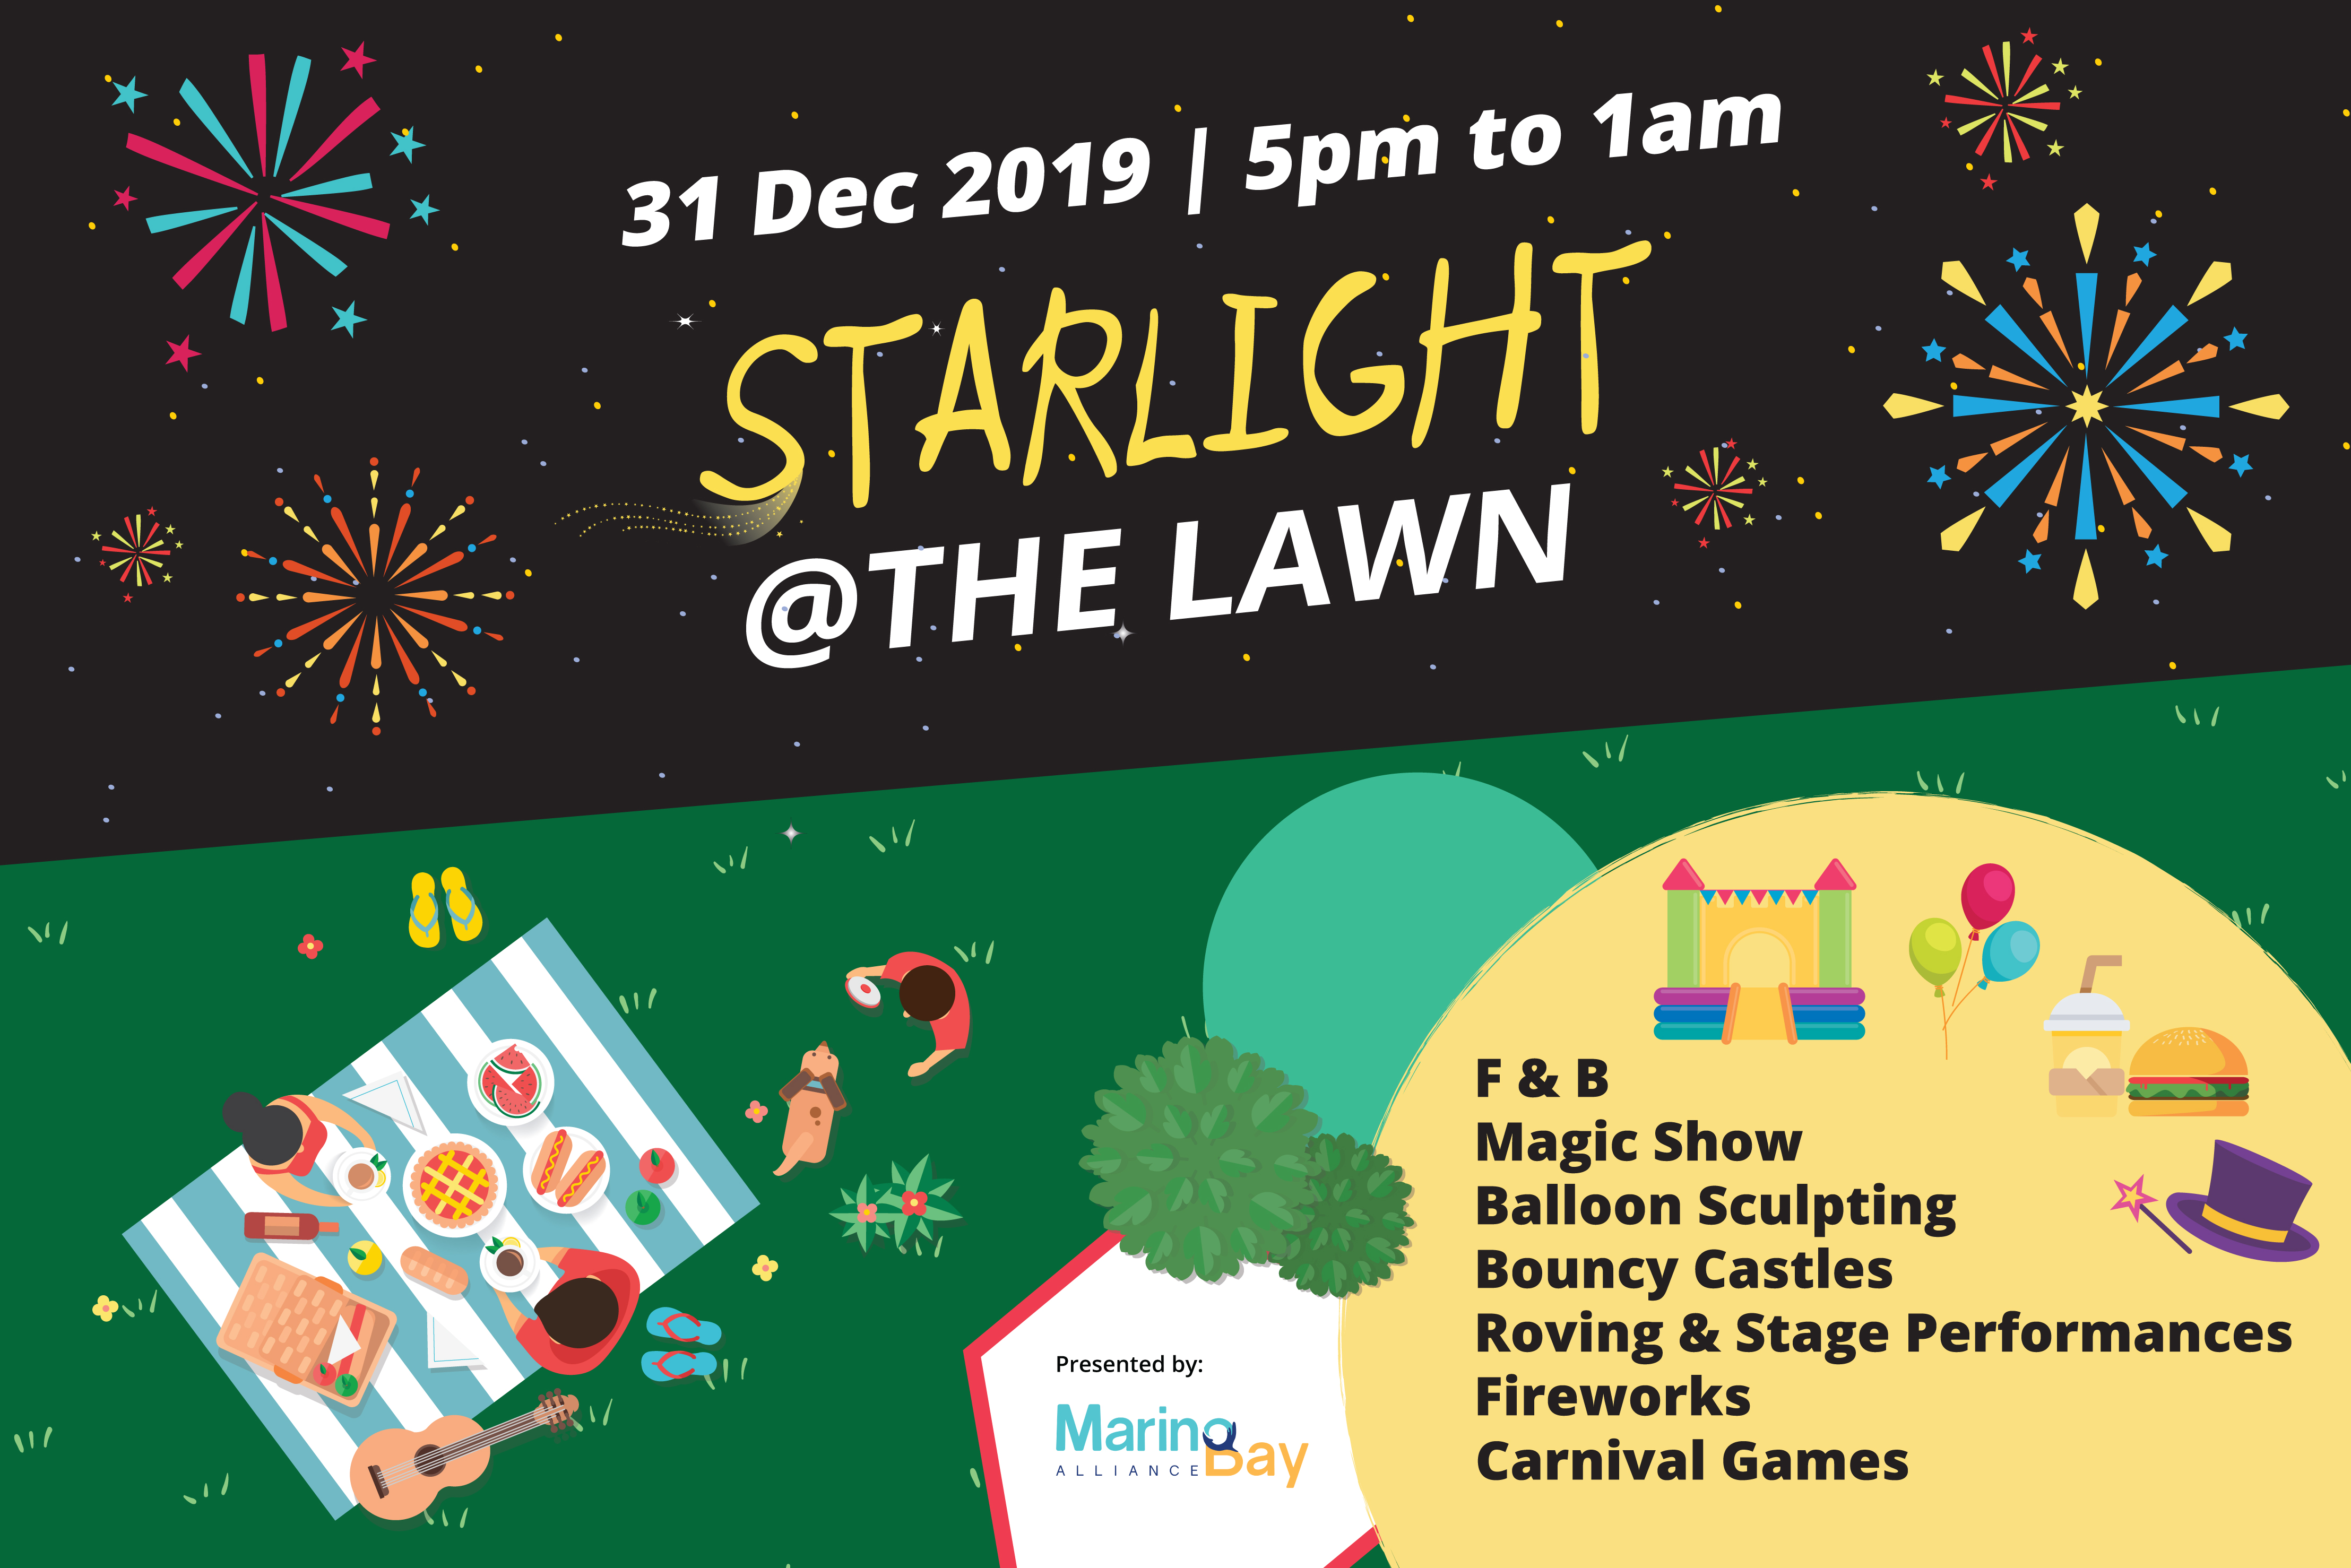 31 Dec 2019 | 5pm to 1am
STARLIGHT
@THE LAWN
F & B
Magic Show
Balloon Sculpting
Bouncy Castles
Roving & Stage Performances
Fireworks
Carnival Games
Presented by:
Marina
Bay
ALLIANCE